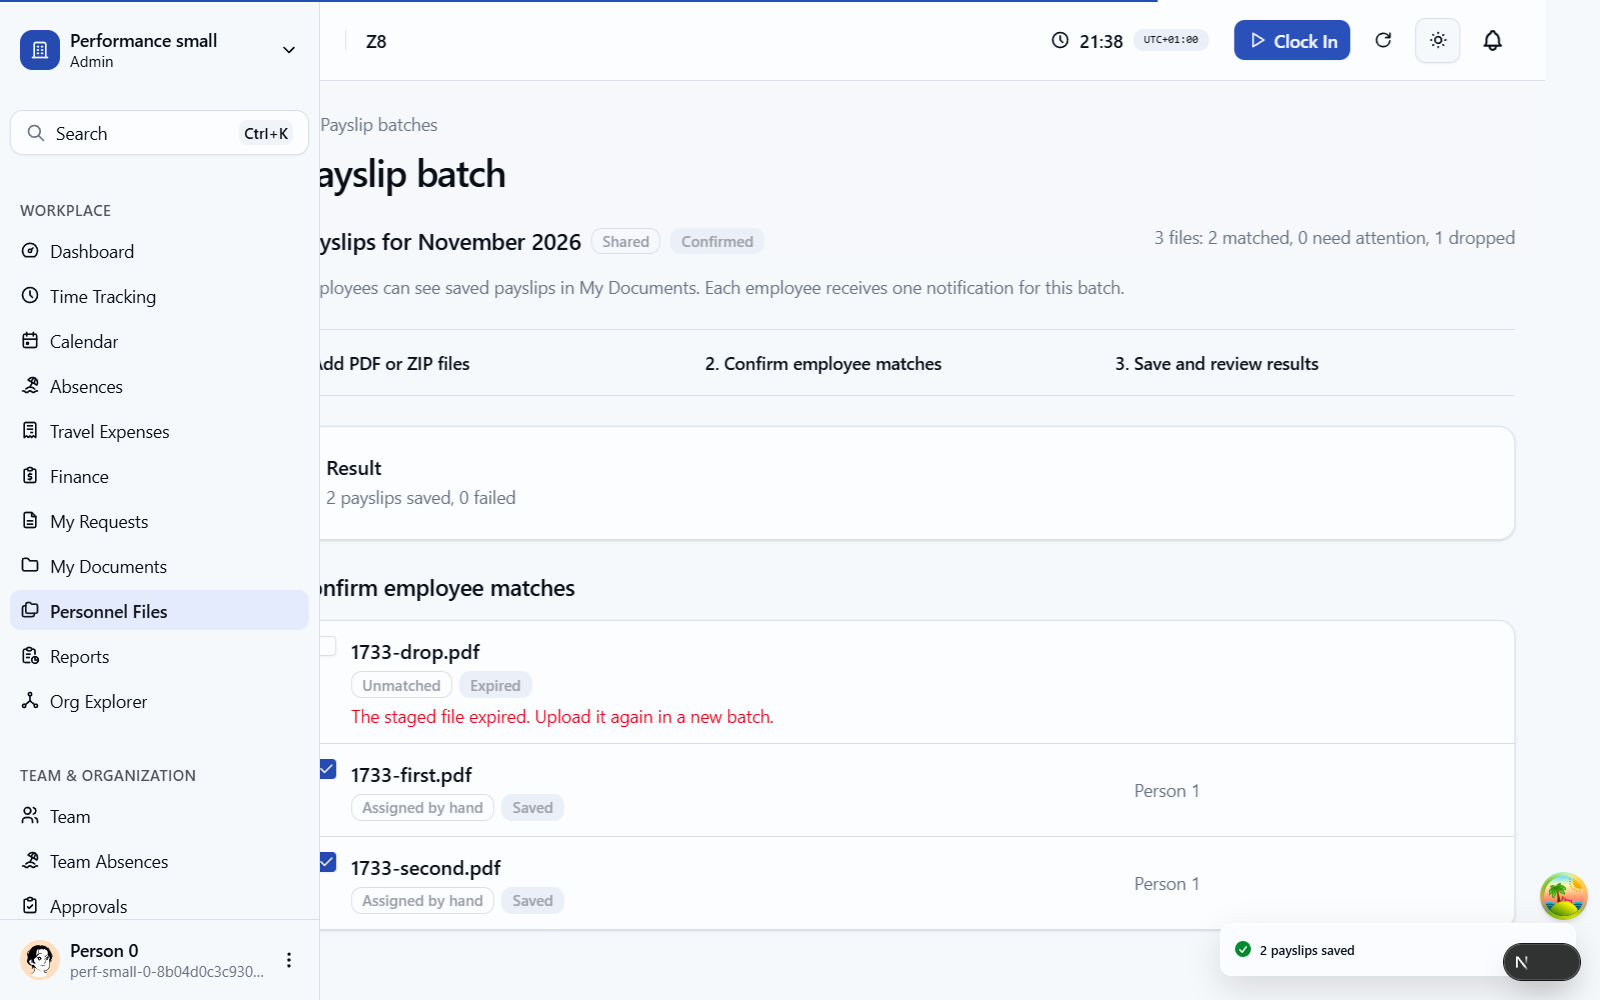 Performance small
Admin
Z8
21:38
UTC+01:00
Clock In
Search
Ctrl+K
WORKPLACE
Dashboard
Time Tracking
Calendar
Absences
Travel Expenses
Finance
My Requests
My Documents
Personnel Files
Reports
Org Explorer
TEAM & ORGANIZATION
Team
Team Absences
Approvals
Person 0
perf-small-0-8b04d0c3c930...
Payslip batches
ayslip batch
yslips for November 2026
Shared
Confirmed
3 files: 2 matched, 0 need attention, 1 dropped
ployees can see saved payslips in My Documents. Each employee receives one notification for this batch.
Add PDF or ZIP files
2. Confirm employee matches
3. Save and review results
Result
2 payslips saved, 0 failed
onfirm employee matches
1733-drop.pdf
Unmatched
Expired
The staged file expired. Upload it again in a new batch.
1733-first.pdf
Assigned by hand
Saved
Person 1
1733-second.pdf
Assigned by hand
Saved
Person 1
2 payslips saved
N